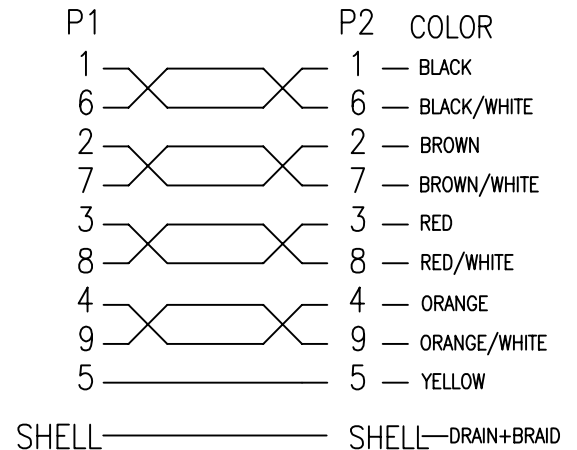 P1 P2 COLOR
1 1 BLACK
6 6 BLACK/WHITE
2 2 BROWN
7 7 BROWN/WHITE
3 3 RED
8 8 RED/WHITE
4 4 ORANGE
9 9 ORANGE/WHITE
5 5 YELLOW
SHELL SHELL DRAIN+BRAID